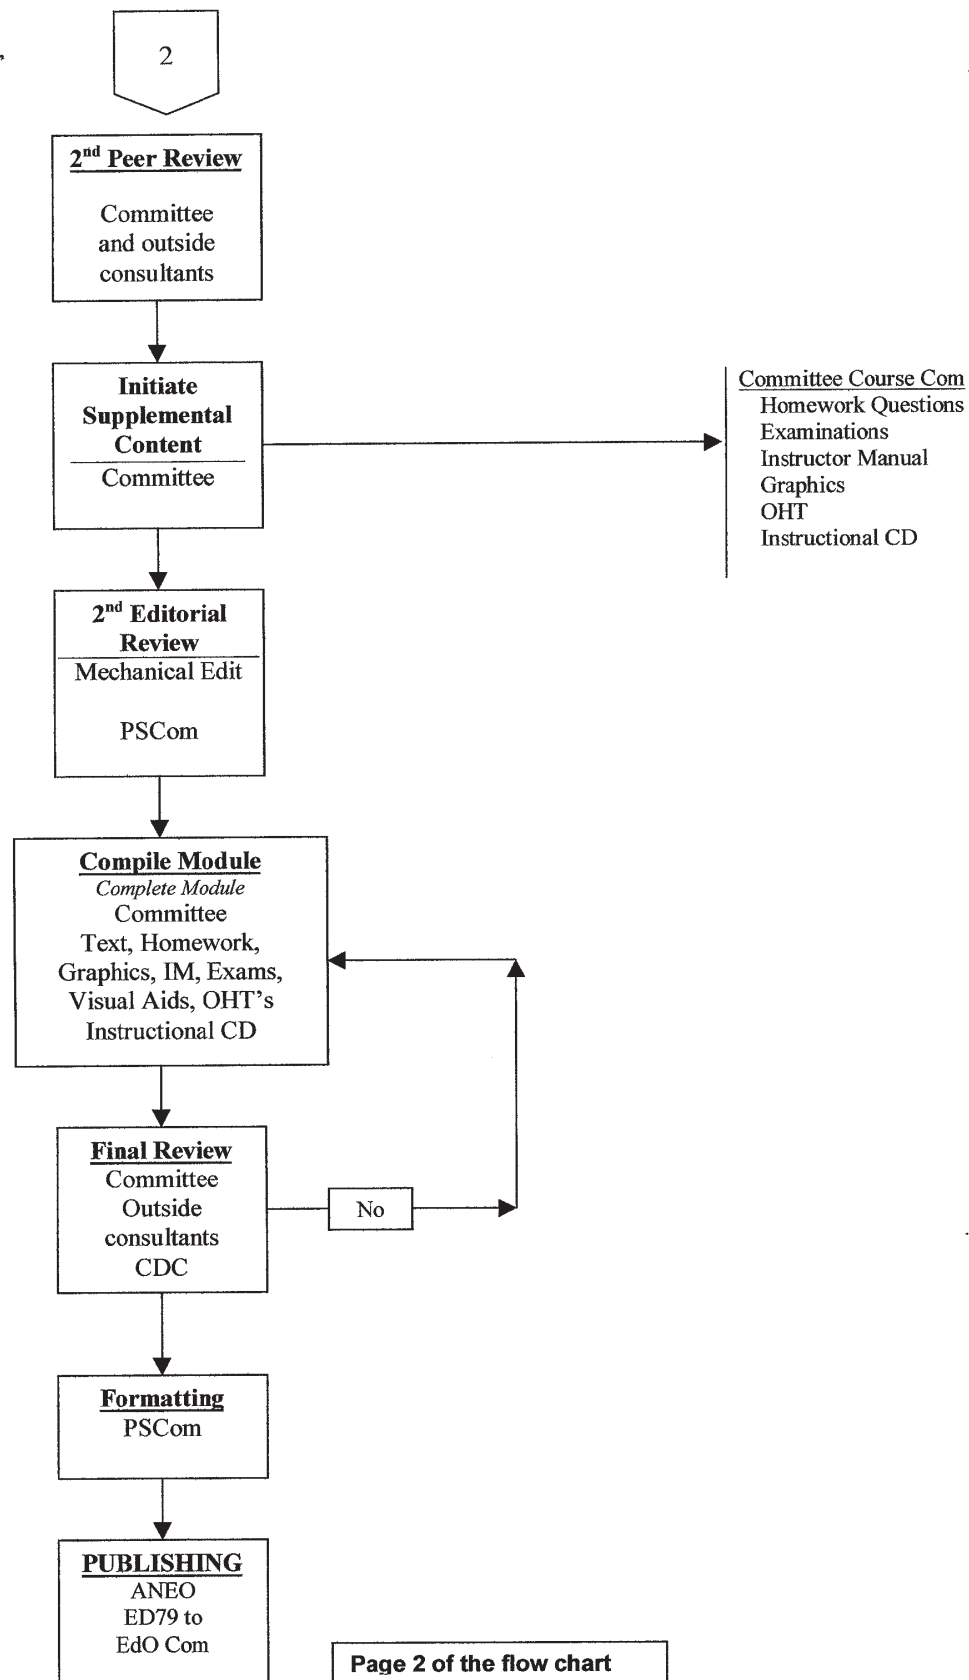 2
2nd Peer Review
Committee
and outside
consultants
Initiate
Supplemental
Content
Committee
Committee Course Com
Homework Questions
Examinations
Instructor Manual
Graphics
OHT
Instructional CD
2nd Editorial
Review
Mechanical Edit
PSCom
Compile Module
Complete Module
Committee
Text, Homework,
Graphics, IM, Exams,
Visual Aids, OHT's
Instructional CD
Final Review
Committee
Outside
consultants
CDC
No
Formatting
PSCom
PUBLISHING
ANEO
ED79 to
EdO Com
Page 2 of the flow chart